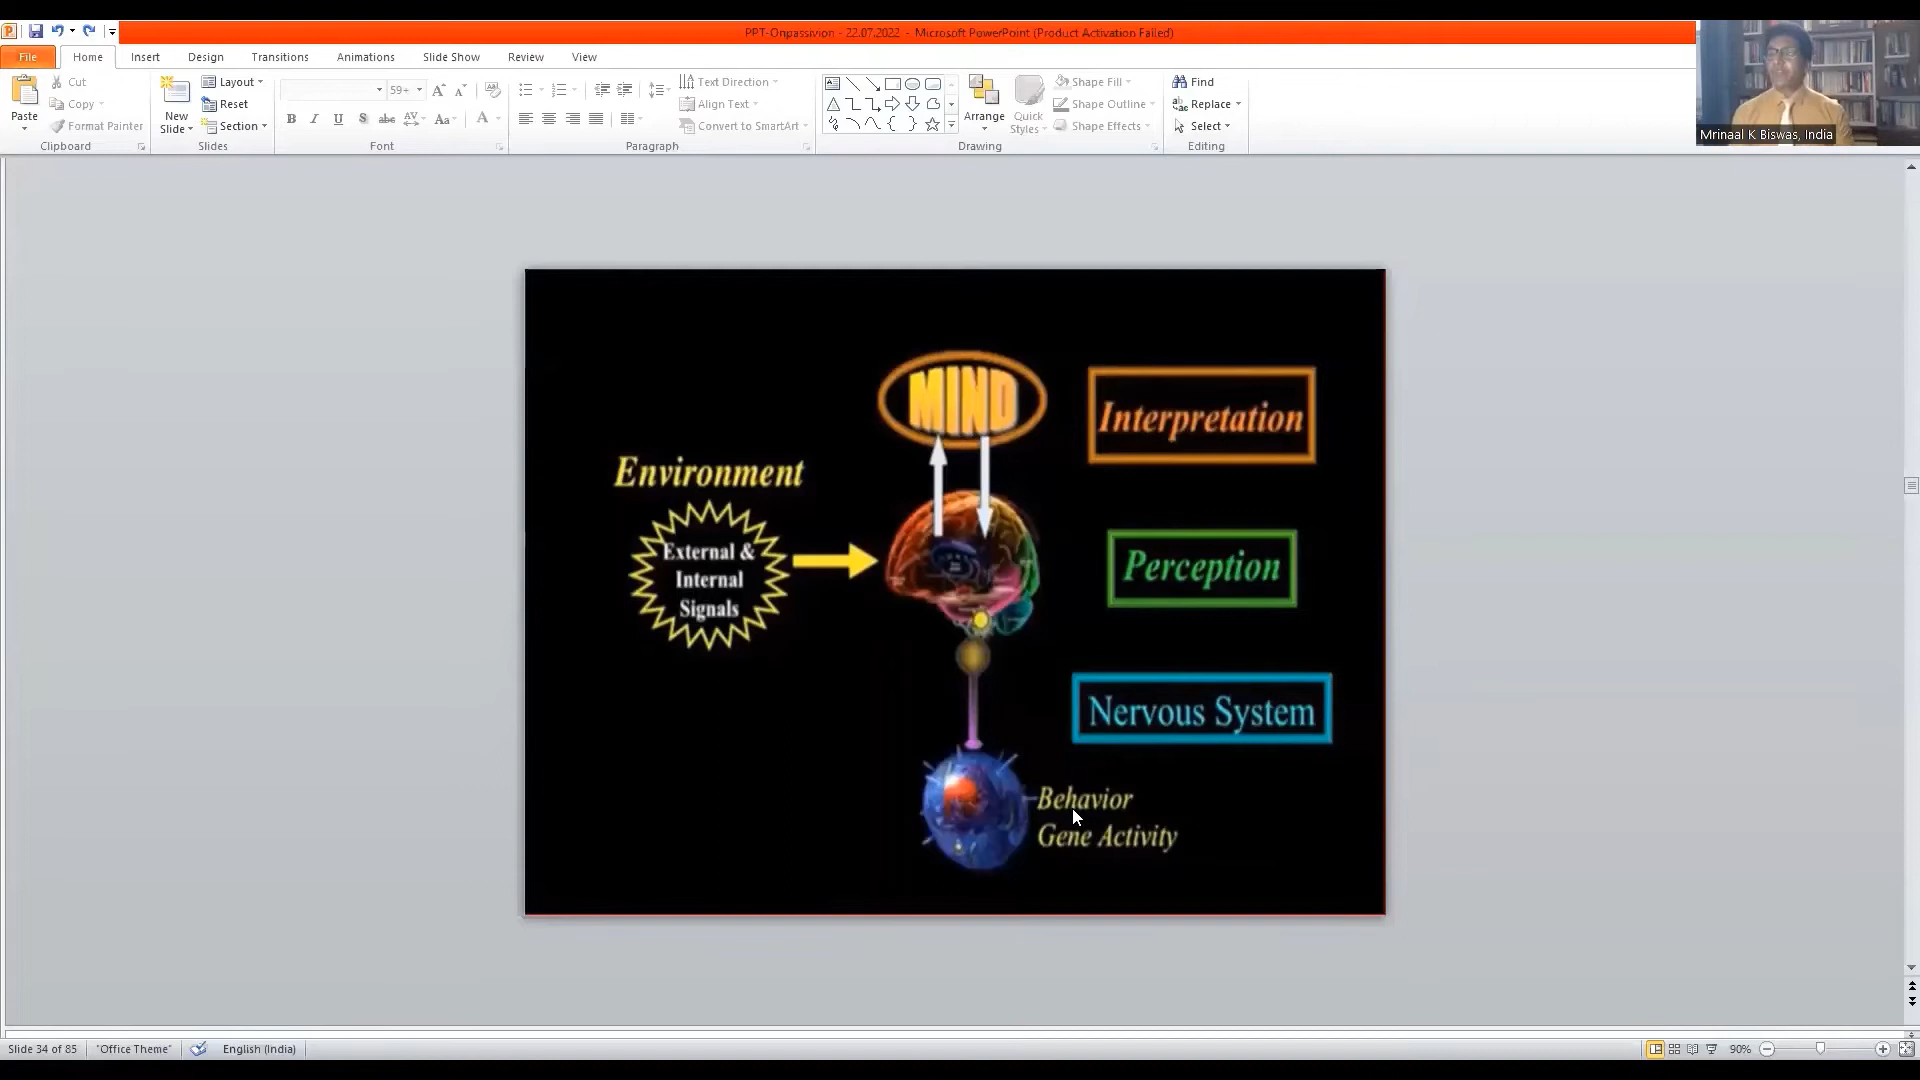 PPT-Onpassivion - 22.07.2022 - Microsoft PowerPoint (Product Activation Failed)
File Home Insert Design Transitions Animations Slide Show Review View
Paste
Cut
Copy
Format Painter
Clipboard
New Slide
Layout
Reset
Section
Slides
59+
B I U S abc AV Aa A
Font
Text Direction
Align Text
Convert to SmartArt
Paragraph
Arrange
Quick Styles
Shape Fill
Shape Outline
Shape Effects
Drawing
Find
Replace
Select
Editing
Mrinaal K Biswas, India
MIND
Interpretation
Environment
External &
Internal
Signals
Perception
Nervous System
Behavior
Gene Activity
Slide 34 of 85 "Office Theme" English (India) 90%